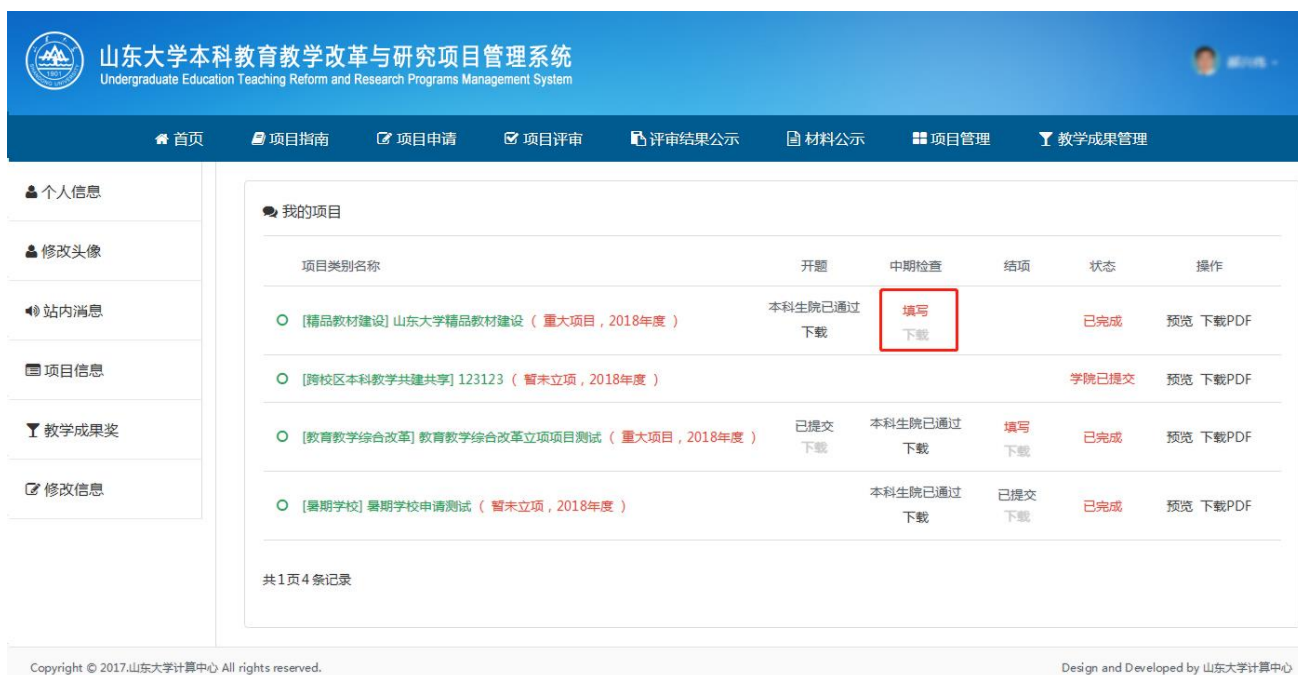 山东大学本科教育教学改革与研究项目管理系统
Undergraduate Education Teaching Reform and Research Programs Management System
1901
首页 项目指南 项目申请 项目评审 评审结果公示 材料公示 项目管理 教学成果管理
个人信息
修改头像
站内消息
项目信息
教学成果奖
修改信息
我的项目
项目类别名称 开题 中期检查 结项 状态 操作
[精品教材建设] 山东大学精品教材建设 ( 重大项目 , 2018年度 ) 本科生院已通过 填写 已完成 预览 下载PDF
下载 下载
[跨校区本科教学共建共享] 123123 ( 暂未立项 , 2018年度 ) 学院已提交 预览 下载PDF
[教育教学综合改革] 教育教学综合改革立项项目测试 ( 重大项目 , 2018年度 ) 已提交 本科生院已通过 填写 已完成 预览 下载PDF
下载 下载 下载
[暑期学校] 暑期学校申请测试 ( 暂未立项 , 2018年度 ) 本科生院已通过 已提交 已完成 预览 下载PDF
下载 下载
共1页4条记录
Copyright © 2017.山东大学计算中心 All rights reserved. Design and Developed by 山东大学计算中心